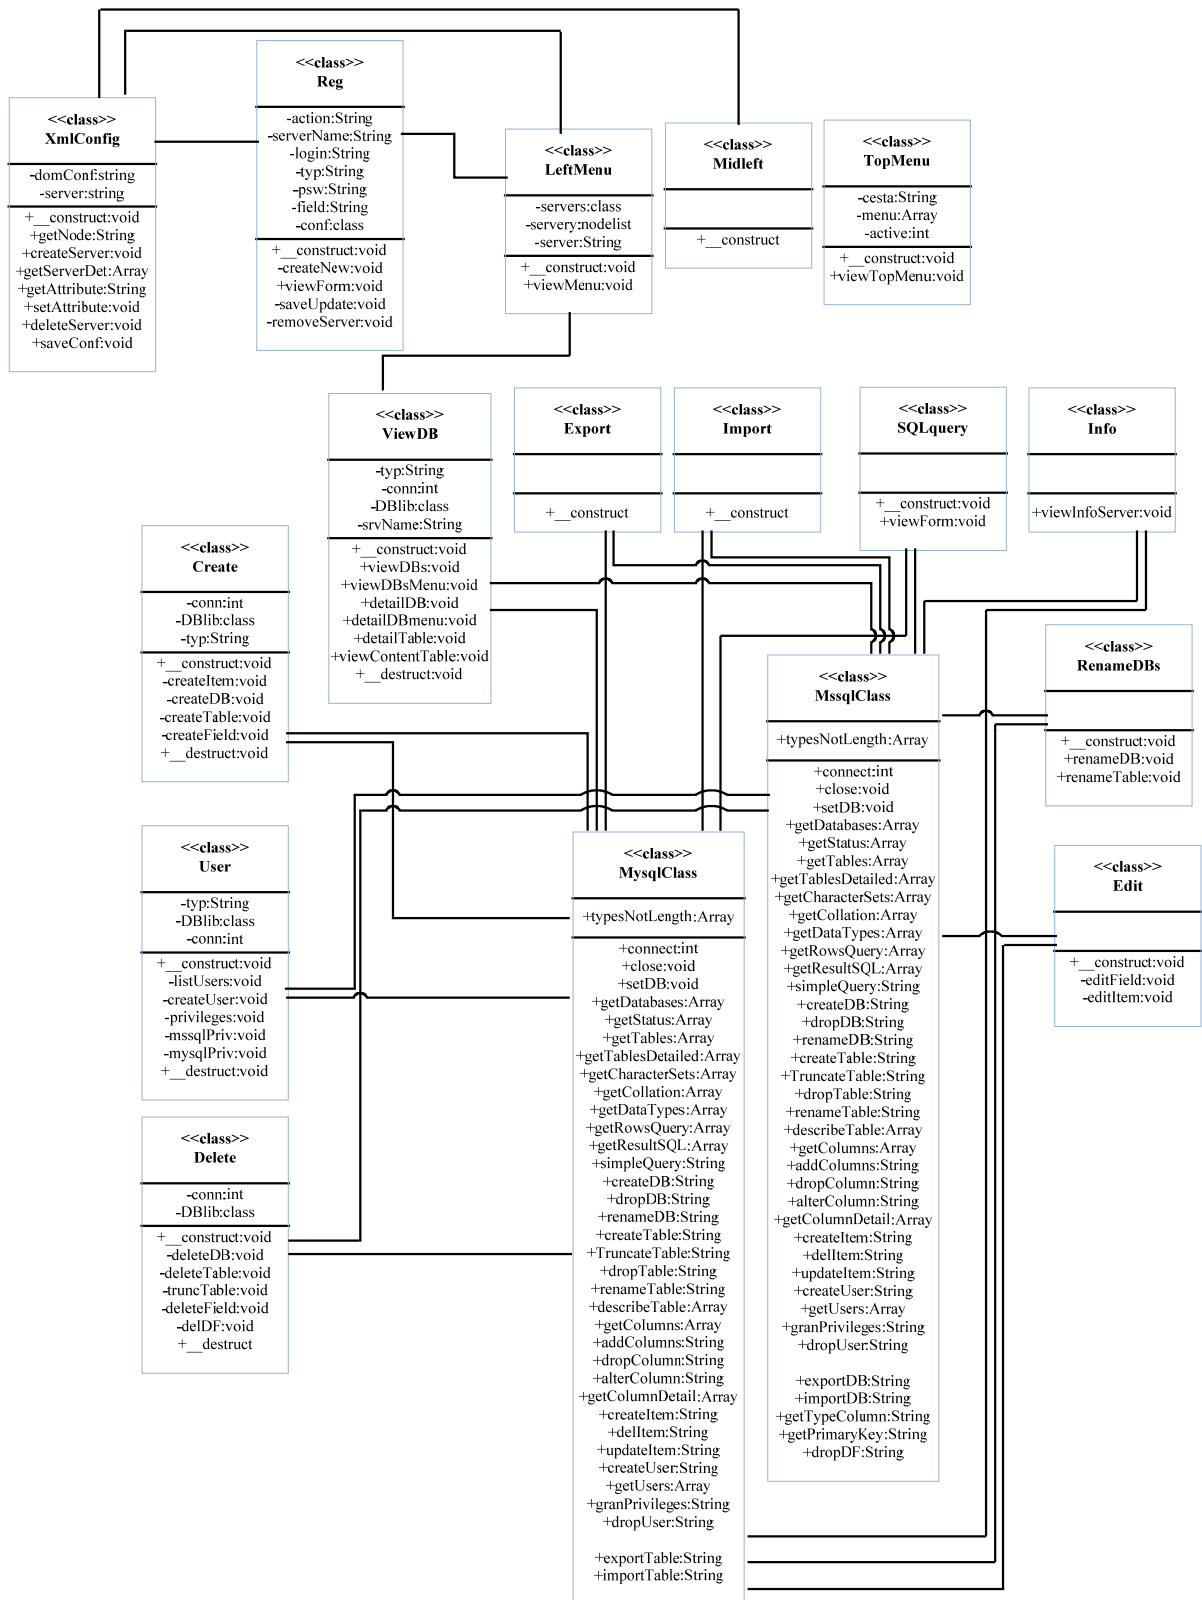 <<class>>
XmlConfig
-domConf:string
-server:string
+__construct:void
+getNode:String
+createServer:void
+getServerDet:Array
+getAttribute:String
+setAttribute:void
+deleteServer:void
+saveConf:void
<<class>>
Reg
-action:String
-serverName:String
-login:String
-typ:String
-psw:String
-field:String
-conf:class
+__construct:void
-createNew:void
+viewForm:void
-saveUpdate:void
-removeServer:void
<<class>>
LeftMenu
-servers:class
-servery:nodelist
-server:String
+__construct:void
+viewMenu:void
<<class>>
Midleft
+__construct
<<class>>
TopMenu
-cesta:String
-menu:Array
-active:int
+__construct:void
+viewTopMenu:void
<<class>>
ViewDB
-typ:String
-conn:int
-DBlib:class
-srvName:String
+__construct:void
+viewDBs:void
+viewDBsMenu:void
+detailDB:void
+detailDBmenu:void
+detailTable:void
+viewContentTable:void
+__destruct:void
<<class>>
Export
+__construct
<<class>>
Import
+__construct
<<class>>
SQLquery
+__construct:void
+viewForm:void
<<class>>
Info
+viewInfoServer:void
<<class>>
Create
-conn:int
-DBlib:class
-typ:String
+__construct:void
-createItem:void
-createDB:void
-createTable:void
-createField:void
+__destruct:void
<<class>>
User
-typ:String
-DBlib:class
-conn:int
+__construct:void
-listUsers:void
-createUser:void
-privileges:void
-mssqlPriv:void
-mysqlPriv:void
+__destruct:void
<<class>>
Delete
-conn:int
-DBlib:class
+__construct:void
-deleteDB:void
-deleteTable:void
-truncTable:void
-deleteField:void
-delDF:void
+__destruct
<<class>>
MysqlClass
+typesNotLength:Array
+connect:int
+close:void
+setDB:void
+getDatabases:Array
+getStatus:Array
+getTables:Array
+getTablesDetailed:Array
+getCharacterSets:Array
+getCollation:Array
+getDataTypes:Array
+getRowsQuery:Array
+getResultSQL:Array
+simpleQuery:String
+createDB:String
+dropDB:String
+renameDB:String
+createTable:String
+TruncateTable:String
+dropTable:String
+renameTable:String
+describeTable:Array
+getColumns:Array
+addColumns:String
+dropColumn:String
+alterColumn:String
+getColumnDetail:Array
+createItem:String
+delItem:String
+updateItem:String
+createUser:String
+getUsers:Array
+granPrivileges:String
+dropUser:String
+exportTable:String
+importTable:String
<<class>>
MssqlClass
+typesNotLength:Array
+connect:int
+close:void
+setDB:void
+getDatabases:Array
+getStatus:Array
+getTables:Array
+getTablesDetailed:Array
+getCharacterSets:Array
+getCollation:Array
+getDataTypes:Array
+getRowsQuery:Array
+getResultSQL:Array
+simpleQuery:String
+createDB:String
+dropDB:String
+renameDB:String
+createTable:String
+TruncateTable:String
+dropTable:String
+renameTable:String
+describeTable:Array
+getColumns:Array
+addColumns:String
+dropColumn:String
+alterColumn:String
+getColumnDetail:Array
+createItem:String
+delItem:String
+updateItem:String
+createUser:String
+getUsers:Array
+granPrivileges:String
+dropUser:String
+exportDB:String
+importDB:String
+getTypeColumn:String
+getPrimaryKey:String
+dropDF:String
<<class>>
RenameDBs
+__construct:void
+renameDB:void
+renameTable:void
<<class>>
Edit
+__construct:void
-editField:void
-editItem:void